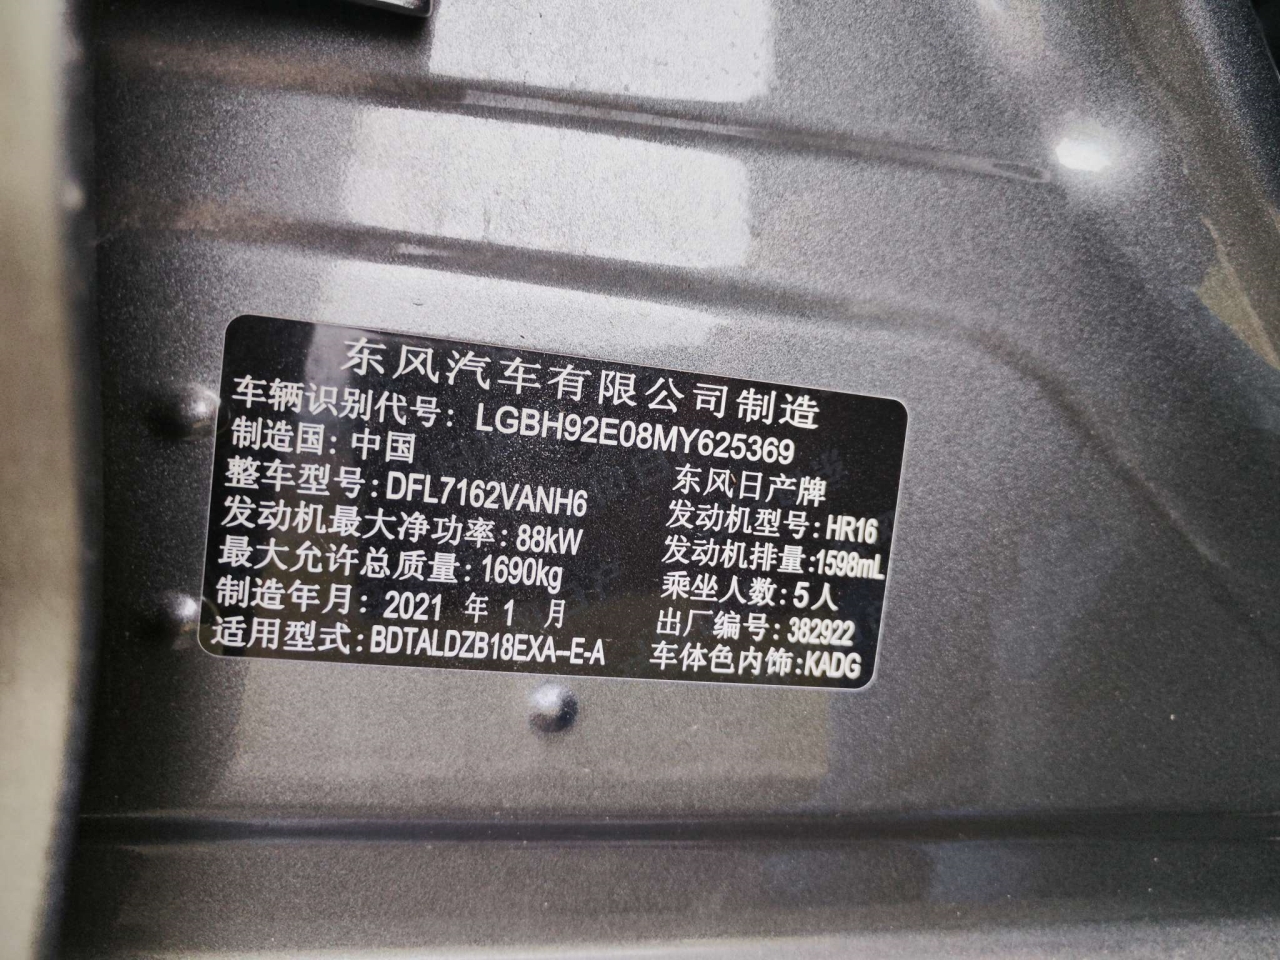 东风汽车有限公司制造
车辆识别代号: LGBH92E08MY625369
制造国: 中国 东风日产牌
整车型号: DFL7162VANH6 发动机型号: HR16
发动机最大净功率: 88kW 发动机排量: 1598mL
最大允许总质量: 1690kg 乘坐人数: 5人
制造年月: 2021 年 1 月 出厂编号: 382922
适用型式: BDTALDZB18EXA--E-A 车体色内饰: KADG